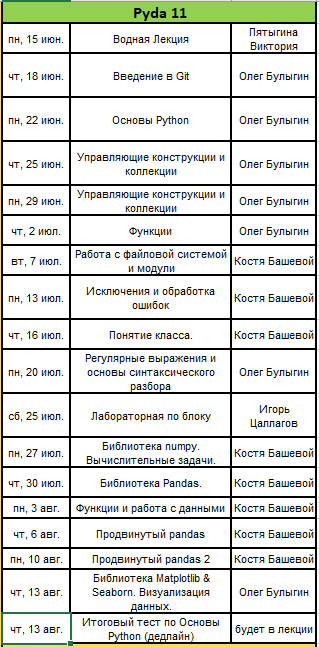 Pyda 11
пн, 15 июн. Водная Лекция Пятыгина
Виктория
чт, 18 июн. Введение в Git Олег Булыгин
пн, 22 июн. Основы Python Олег Булыгин
чт, 25 июн. Управляющие конструкции и
коллекции Олег Булыгин
пн, 29 июн. Управляющие конструкции и
коллекции Олег Булыгин
чт, 2 июл. Функции Олег Булыгин
вт, 7 июл. Работа с файловой системой
и модули Костя Башевой
пн, 13 июл. Исключения и обработка
ошибок Костя Башевой
чт, 16 июл. Понятие класса. Костя Башевой
пн, 20 июл. Регулярные выражения и
основы синтаксического
разбора Олег Булыгин
сб, 25 июл. Лабораторная по блоку Игорь
Цаллагов
пн, 27 июл. Библиотека numpy.
Вычислительные задачи. Костя Башевой
чт, 30 июл. Библиотека Pandas. Костя Башевой
пн, 3 авг. Функции и работа с данными Костя Башевой
чт, 6 авг. Продвинутый pandas Костя Башевой
пн, 10 авг. Продвинутый pandas 2 Костя Башевой
чт, 13 авг. Библиотека Matplotlib &
Seaborn. Визуализация
данных. Олег Булыгин
чт, 13 авг. Итоговый тест по Основы
Python (дедлайн) будет в лекции